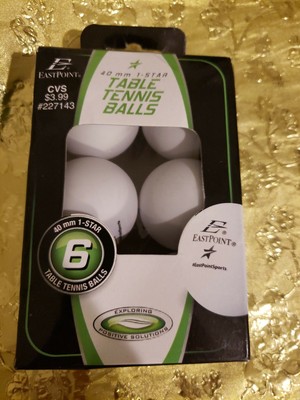 E
EASTPOINT®
CVS
$3.99
#227143
40 mm 1-STAR
TABLE
TENNIS
BALLS
40 mm 1-STAR
6
TABLE TENNIS BALLS
E
EASTPOINT®
#EastPointSports
EXPLORING
POSITIVE SOLUTIONS